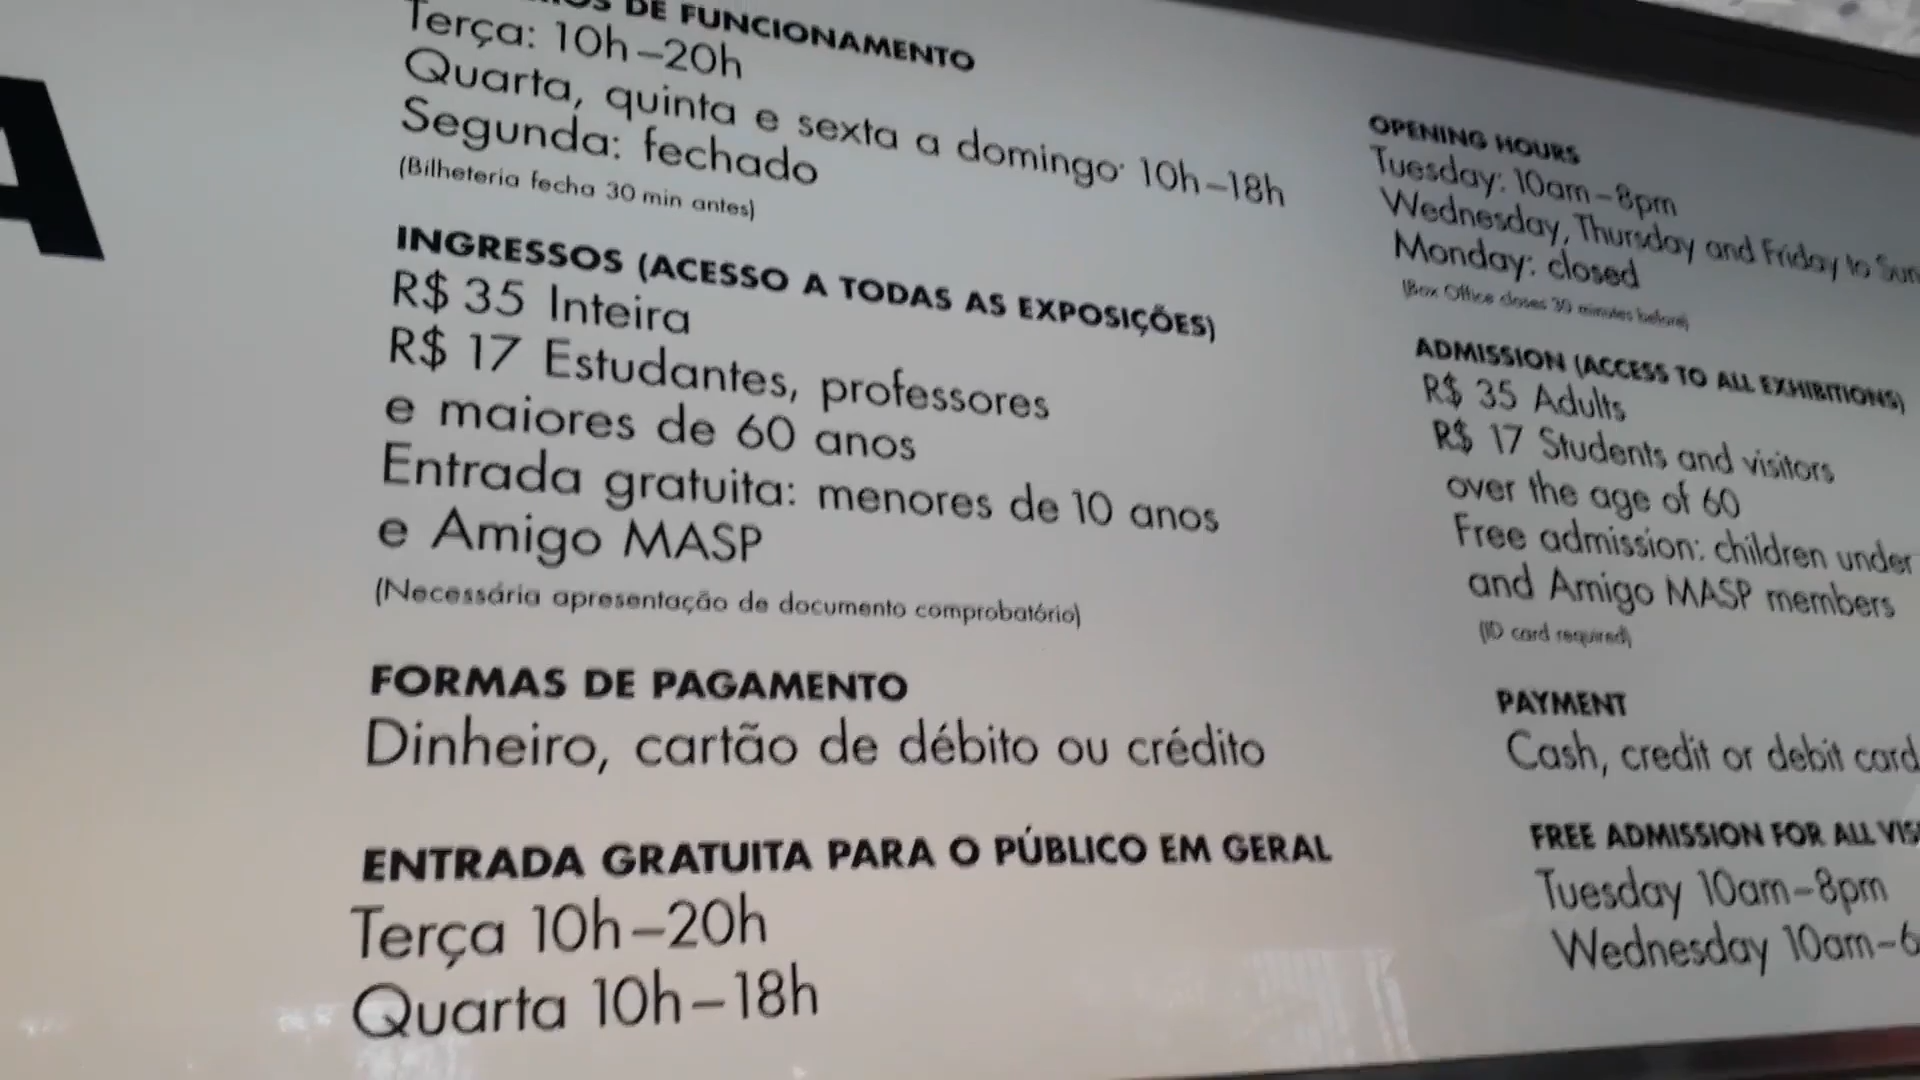 A
DE FUNCIONAMENTO
Terça: 10h–20h
Quarta, quinta e sexta a domingo: 10h–18h
Segunda: fechado
(Bilheteria fecha 30 min antes)
INGRESSOS (ACESSO A TODAS AS EXPOSIÇÕES)
R$ 35 Inteira
R$ 17 Estudantes, professores
e maiores de 60 anos
Entrada gratuita: menores de 10 anos
e Amigo MASP
(Necessária apresentação de documento comprobatório)
FORMAS DE PAGAMENTO
Dinheiro, cartão de débito ou crédito
ENTRADA GRATUITA PARA O PÚBLICO EM GERAL
Terça 10h–20h
Quarta 10h–18h
OPENING HOURS
Tuesday: 10am–8pm
Wednesday, Thursday and Friday to Sun
Monday: closed
(Box Office closes 30 minutes before)
ADMISSION (ACCESS TO ALL EXHIBITIONS)
R$ 35 Adults
R$ 17 Students and visitors
over the age of 60
Free admission: children under
and Amigo MASP members
(ID card required)
PAYMENT
Cash, credit or debit card
FREE ADMISSION FOR ALL VIS
Tuesday 10am–8pm
Wednesday 10am–6